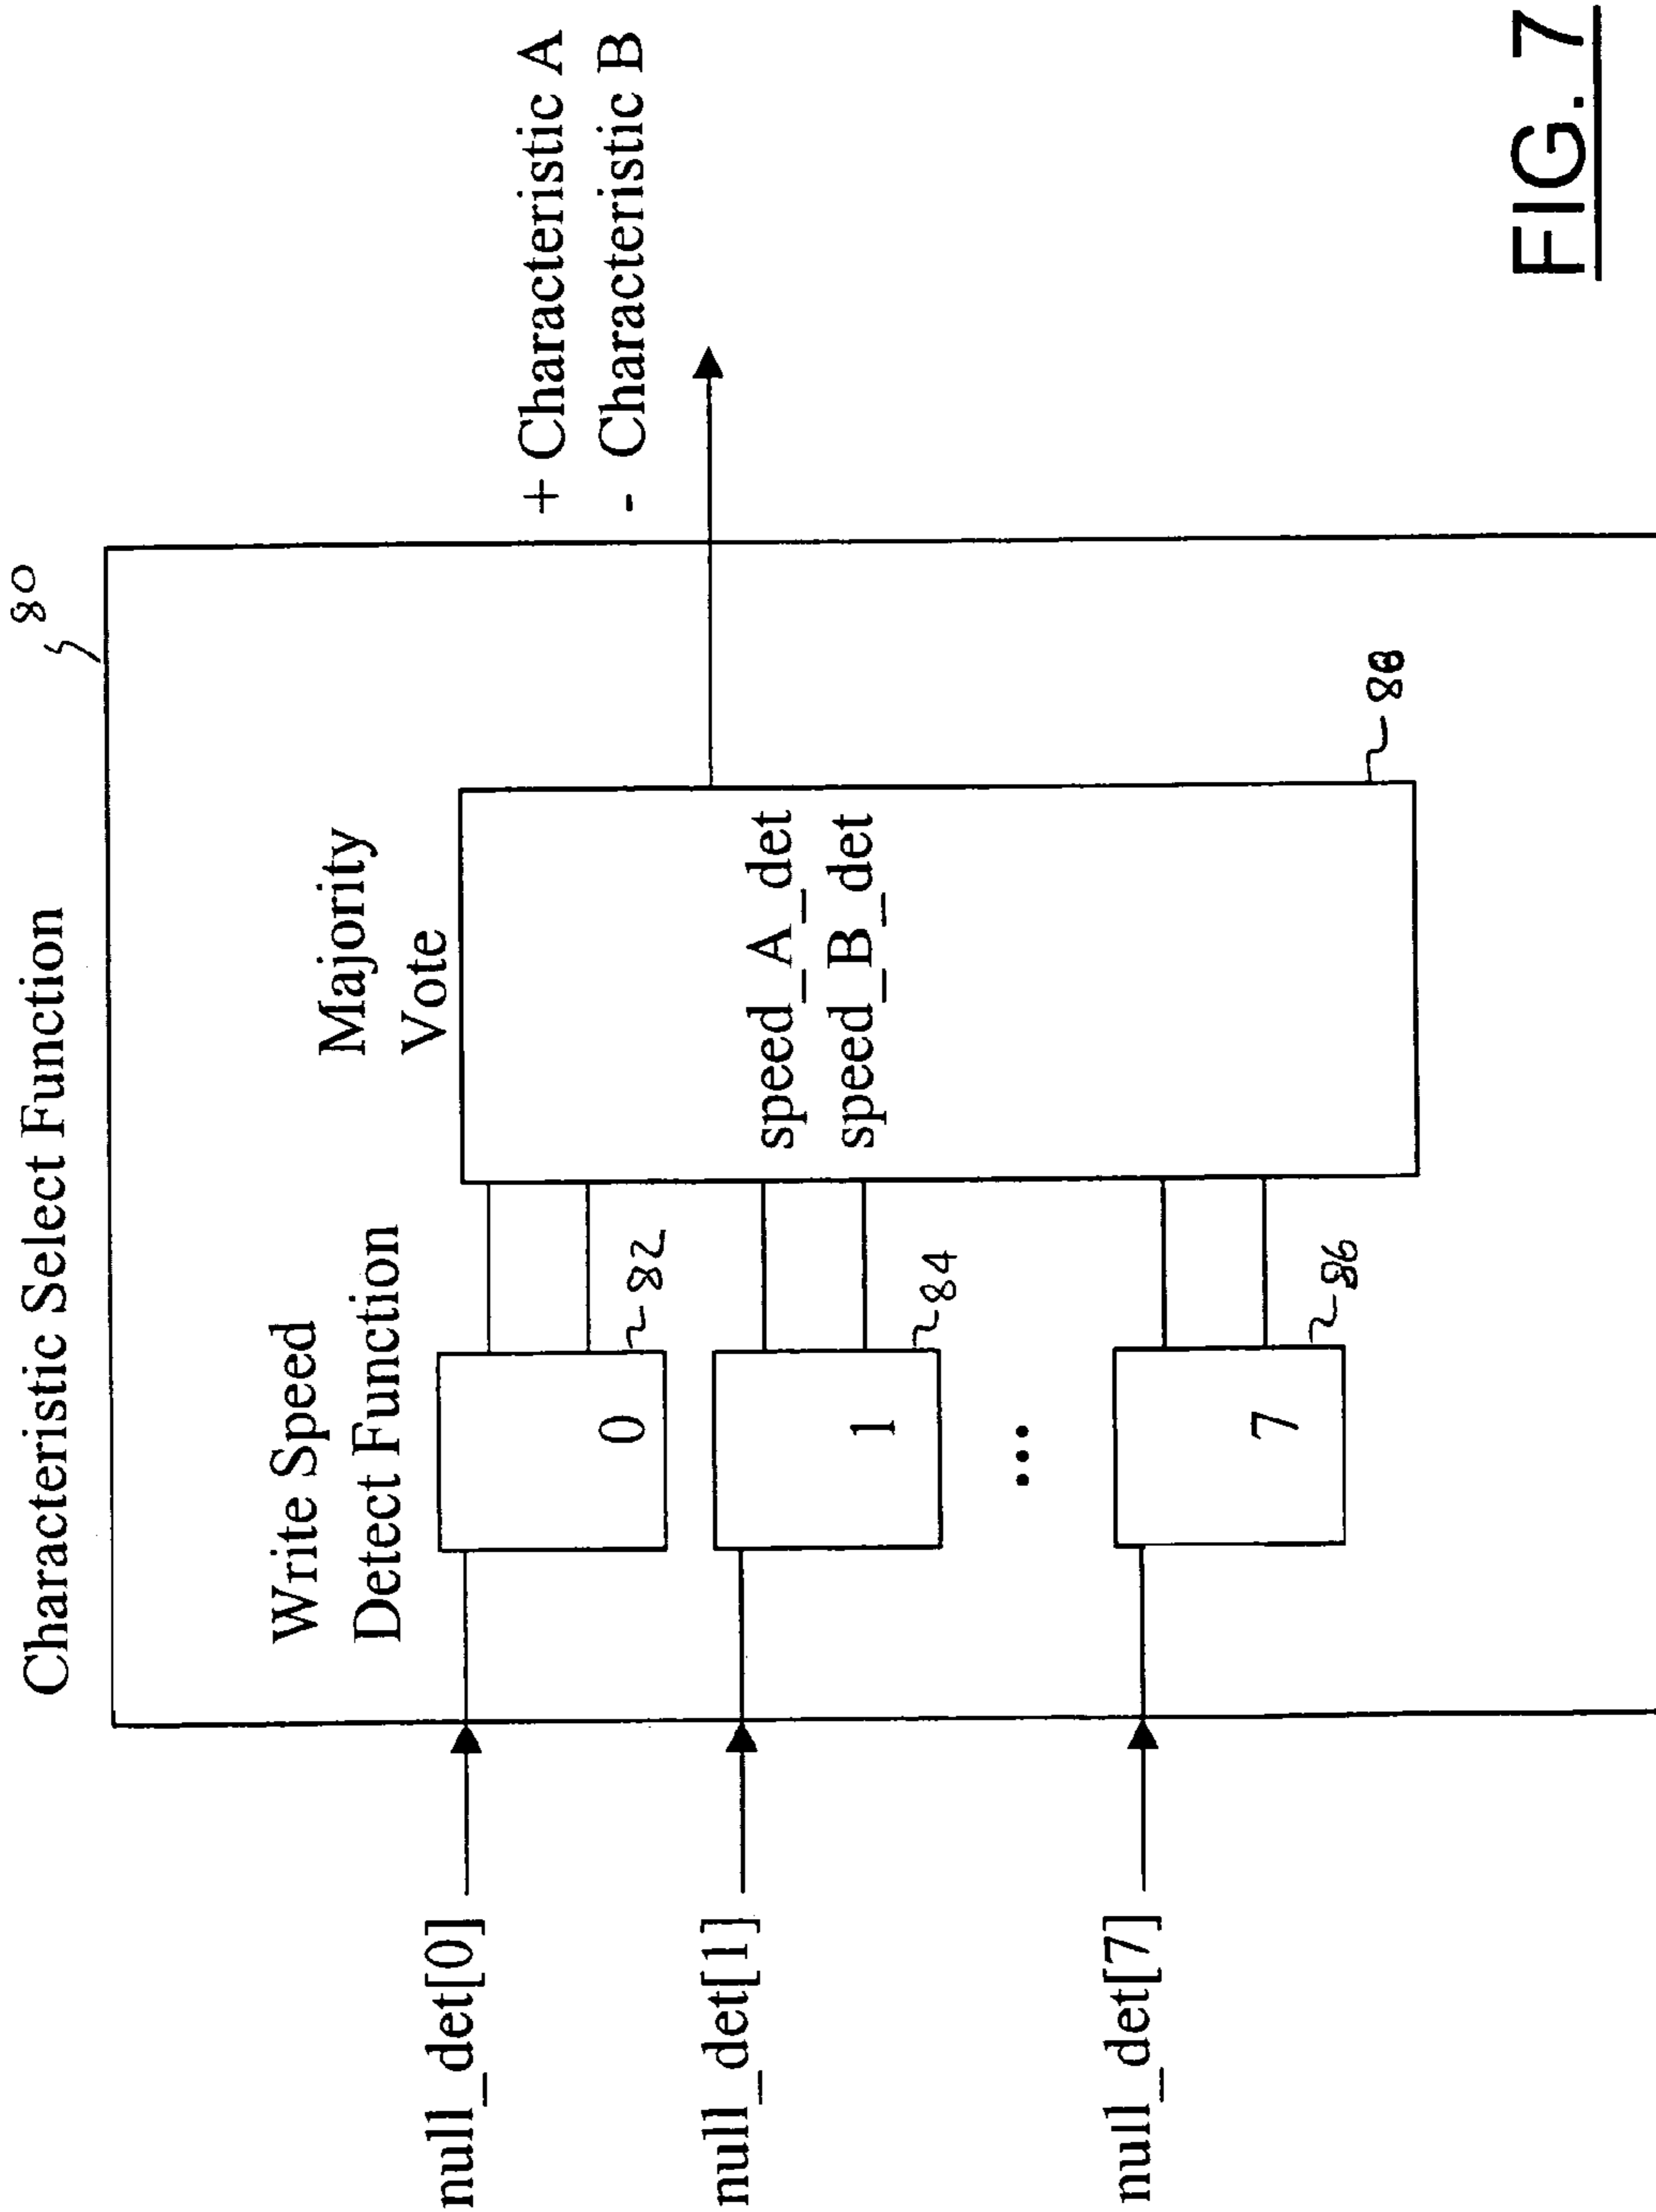 Characteristic Select Function
80
Write Speed
Detect Function
Majority
Vote
+ Characteristic A
- Characteristic B
null_det[0]
0
82
null_det[1]
1
84
speed_A_det
speed_B_det
...
null_det[7]
7
86
88
FIG. 7